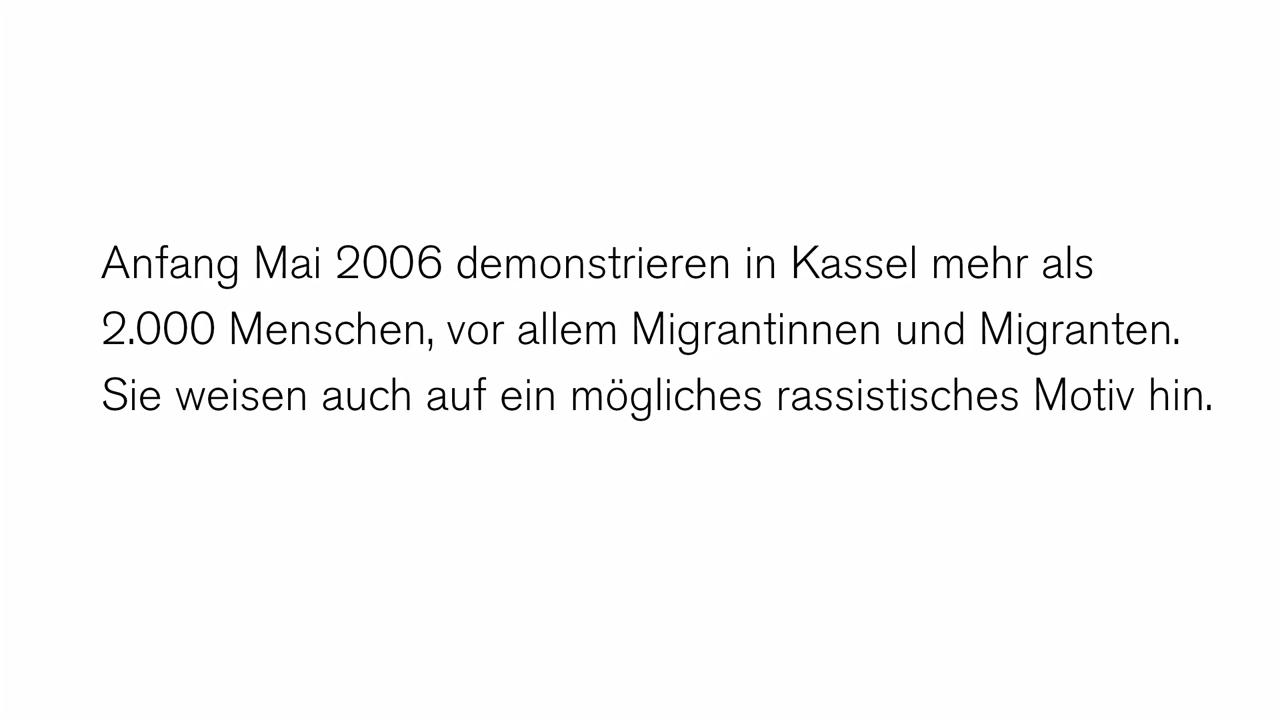 Anfang Mai 2006 demonstrieren in Kassel mehr als
2.000 Menschen, vor allem Migrantinnen und Migranten.
Sie weisen auch auf ein mögliches rassistisches Motiv hin.